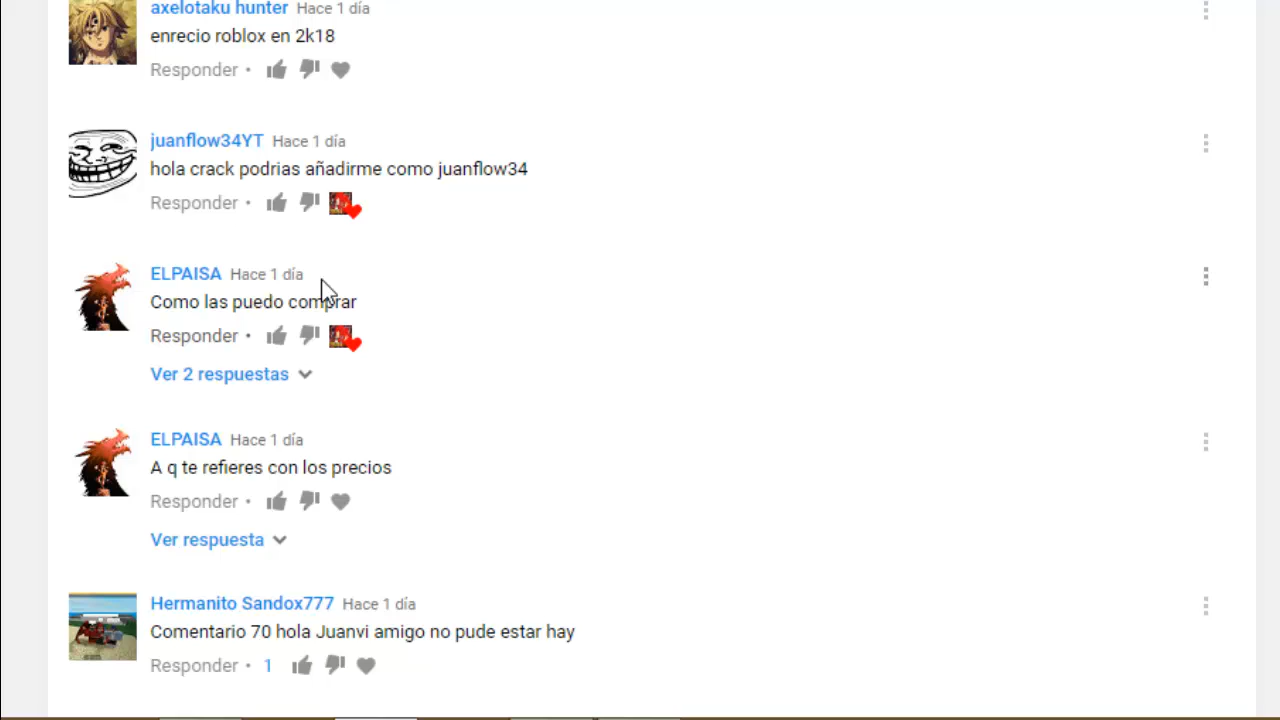 axelotaku hunter Hace 1 día
enrecio roblox en 2k18
Responder •
juanflow34YT Hace 1 día
hola crack podrias añadirme como juanflow34
Responder •
ELPAISA Hace 1 día
Como las puedo comprar
Responder •
Ver 2 respuestas
ELPAISA Hace 1 día
A q te refieres con los precios
Responder •
Ver respuesta
Hermanito Sandox777 Hace 1 día
Comentario 70 hola Juanvi amigo no pude estar hay
Responder • 1